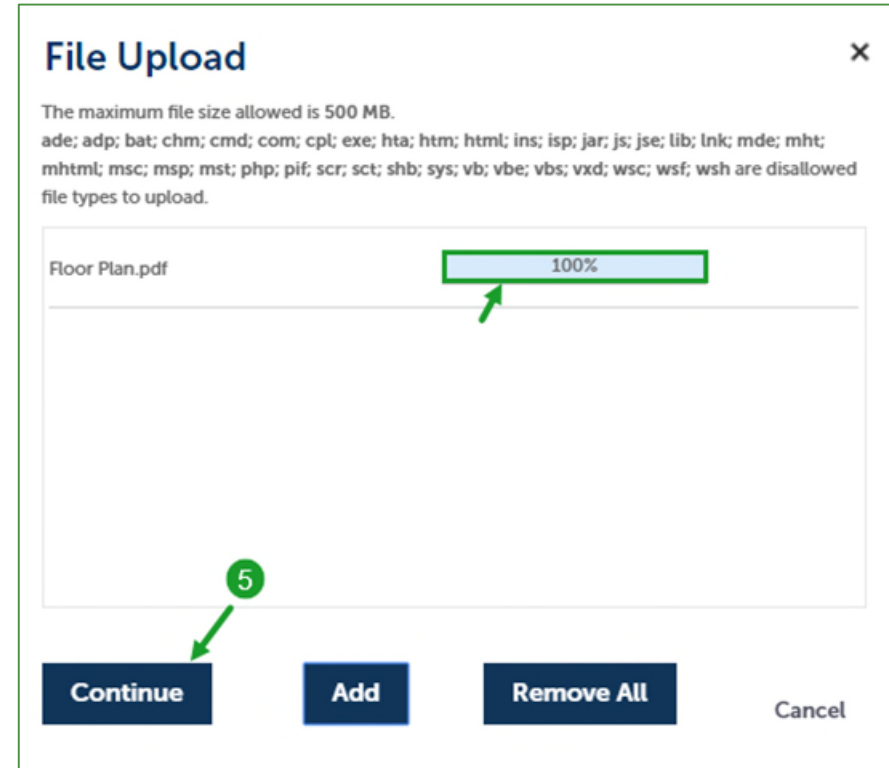 File Upload
×
The maximum file size allowed is 500 MB.
ade; adp; bat; chm; cmd; com; cpl; exe; hta; htm; html; ins; isp; jar; js; jse; lib; lnk; mde; mht;
mhtml; msc; msp; mst; php; pif; scr; sct; shb; sys; vb; vbe; vbs; vxd; wsc; wsf; wsh are disallowed
file types to upload.
Floor Plan.pdf 100%
5
Continue Add Remove All Cancel